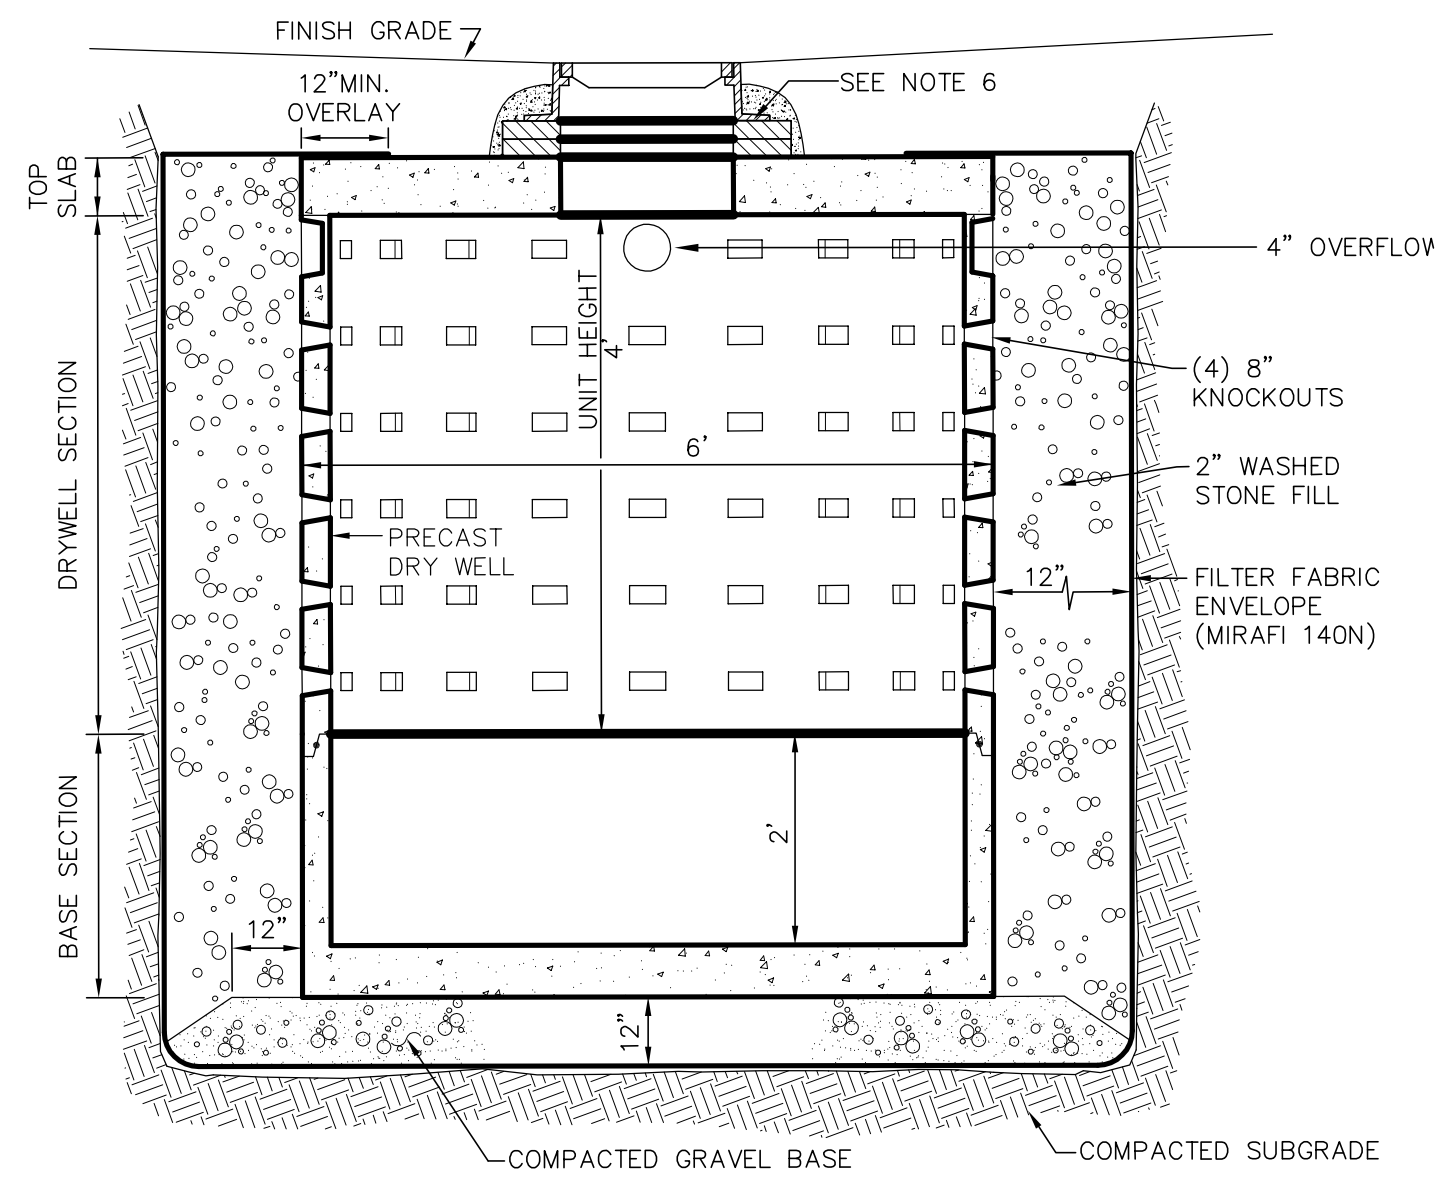 FINISH GRADE
12"MIN.
OVERLAY
SEE NOTE 6
TOP
SLAB
4" OVERFLOW
UNIT HEIGHT
4'
(4) 8"
KNOCKOUTS
DRYWELL SECTION
6'
2" WASHED
STONE FILL
PRECAST
DRY WELL
12"
FILTER FABRIC
ENVELOPE
(MIRAFI 140N)
BASE SECTION
2'
12"
12"
COMPACTED GRAVEL BASE
COMPACTED SUBGRADE